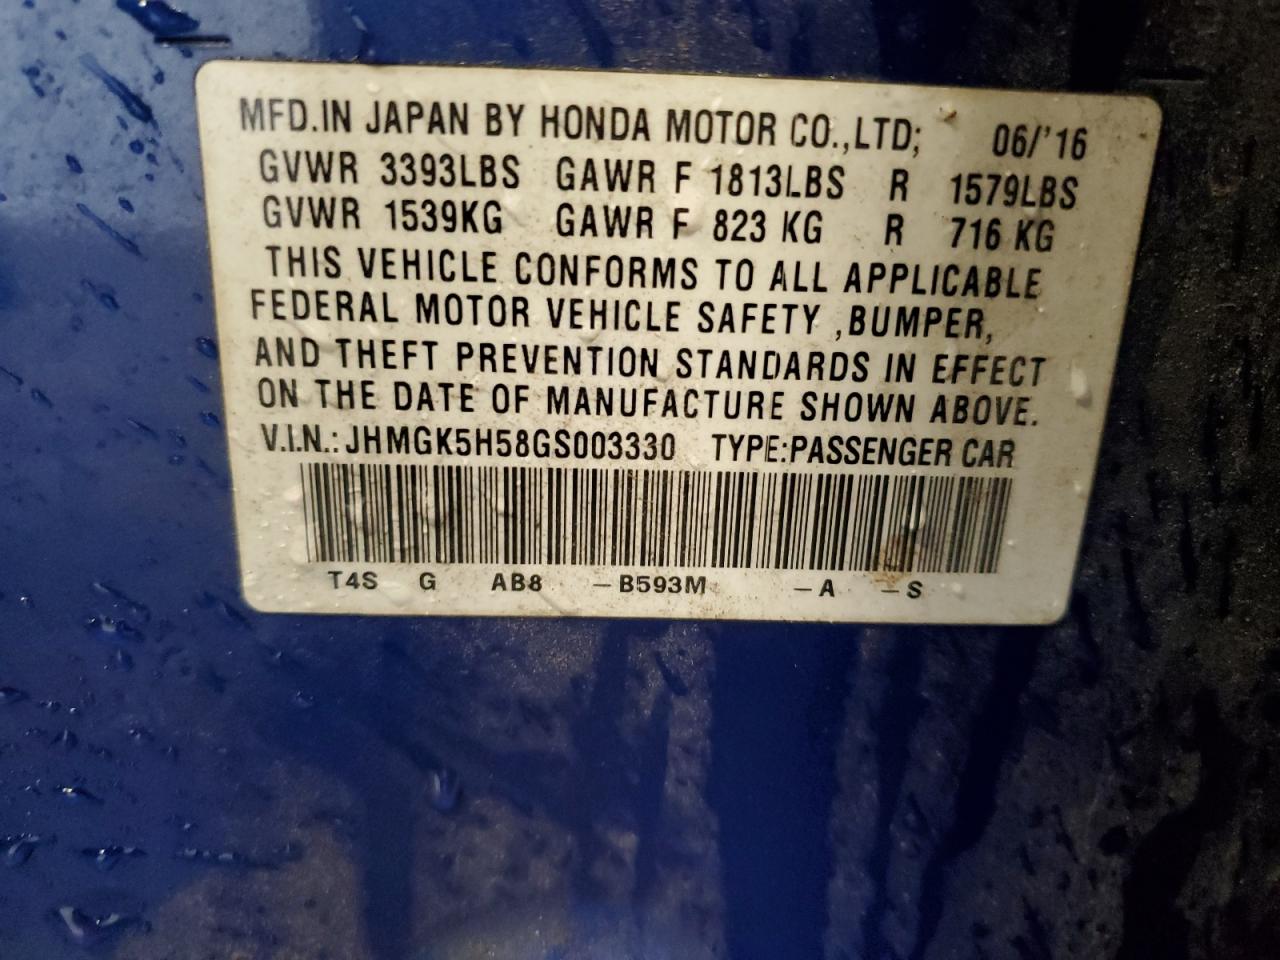 MFD.IN JAPAN BY HONDA MOTOR CO.,LTD; 06/'16
GVWR 3393LBS GAWR F 1813LBS R 1579LBS
GVWR 1539KG GAWR F 823 KG R 716 KG
THIS VEHICLE CONFORMS TO ALL APPLICABLE
FEDERAL MOTOR VEHICLE SAFETY ,BUMPER,
AND THEFT PREVENTION STANDARDS IN EFFECT
ON THE DATE OF MANUFACTURE SHOWN ABOVE.
V.I.N.: JHMGK5H58GS003330 TYPE:PASSENGER CAR
T4S G AB8 –B593M –A –S